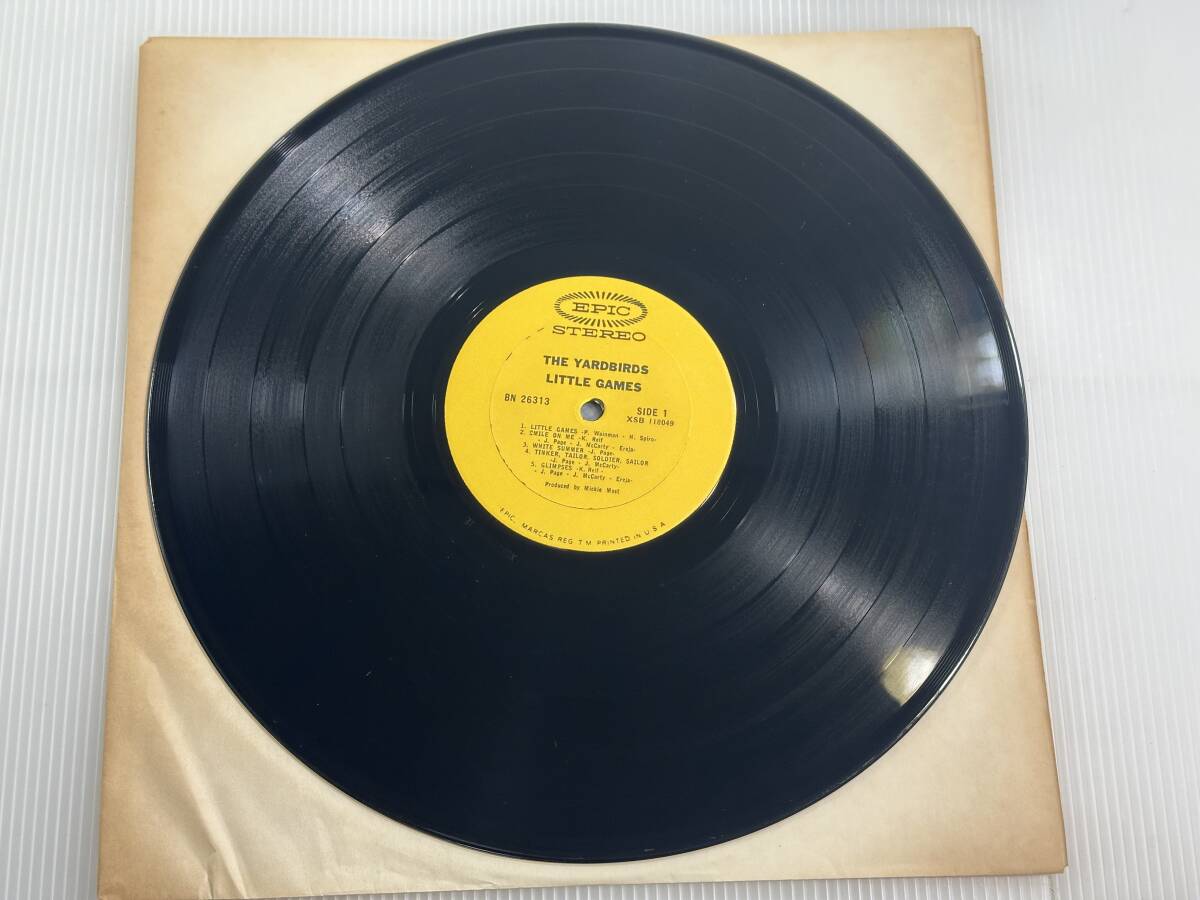 EPIC
STEREO
THE YARDBIRDS
LITTLE GAMES
BN 26313
SIDE 1
XSB 118049
1. LITTLE GAMES -P. Wainman - H. Spiro-
2. SMILE ON ME -K. Relf
- J. Page - J. McCarty - Ereja-
3. WHITE SUMMER -J. Page-
4. TINKER, TAILOR, SOLDIER, SAILOR
-J. Page - J. McCarty-
5. GLIMPSES -K. Relf -
- J. Page - J. McCarty - Ereja-
Produced by Mickie Most
EPIC, MARCAS REG. T.M. PRINTED IN U.S.A.